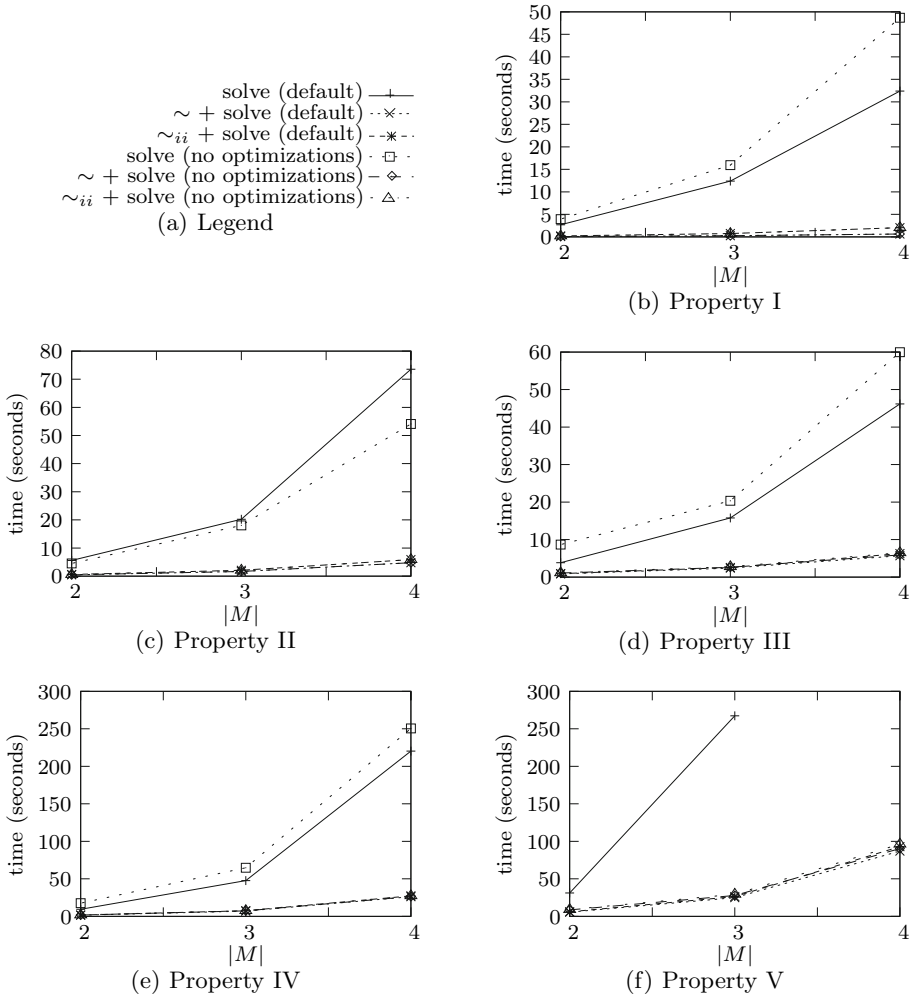 solve (default)
∼ + solve (default)
∼ii + solve (default)
solve (no optimizations)
∼ + solve (no optimizations)
∼ii + solve (no optimizations)
(a) Legend
50
45
40
35
30
25
20
15
10
5
0
time (seconds)
2 3 4
|M|
(b) Property I
80
70
60
50
40
30
20
10
0
time (seconds)
2 3 4
|M|
(c) Property II
60
50
40
30
20
10
0
time (seconds)
2 3 4
|M|
(d) Property III
300
250
200
150
100
50
0
time (seconds)
2 3 4
|M|
(e) Property IV
300
250
200
150
100
50
0
time (seconds)
2 3 4
|M|
(f) Property V